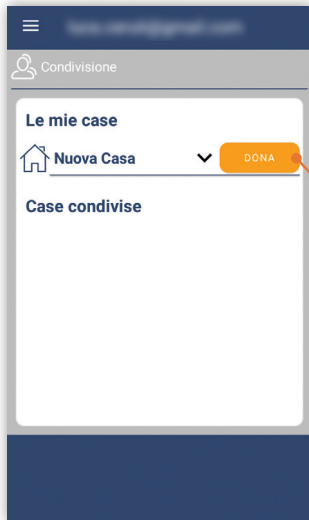 Condivisione
Le mie case
Nuova Casa
DONA
Case condivise